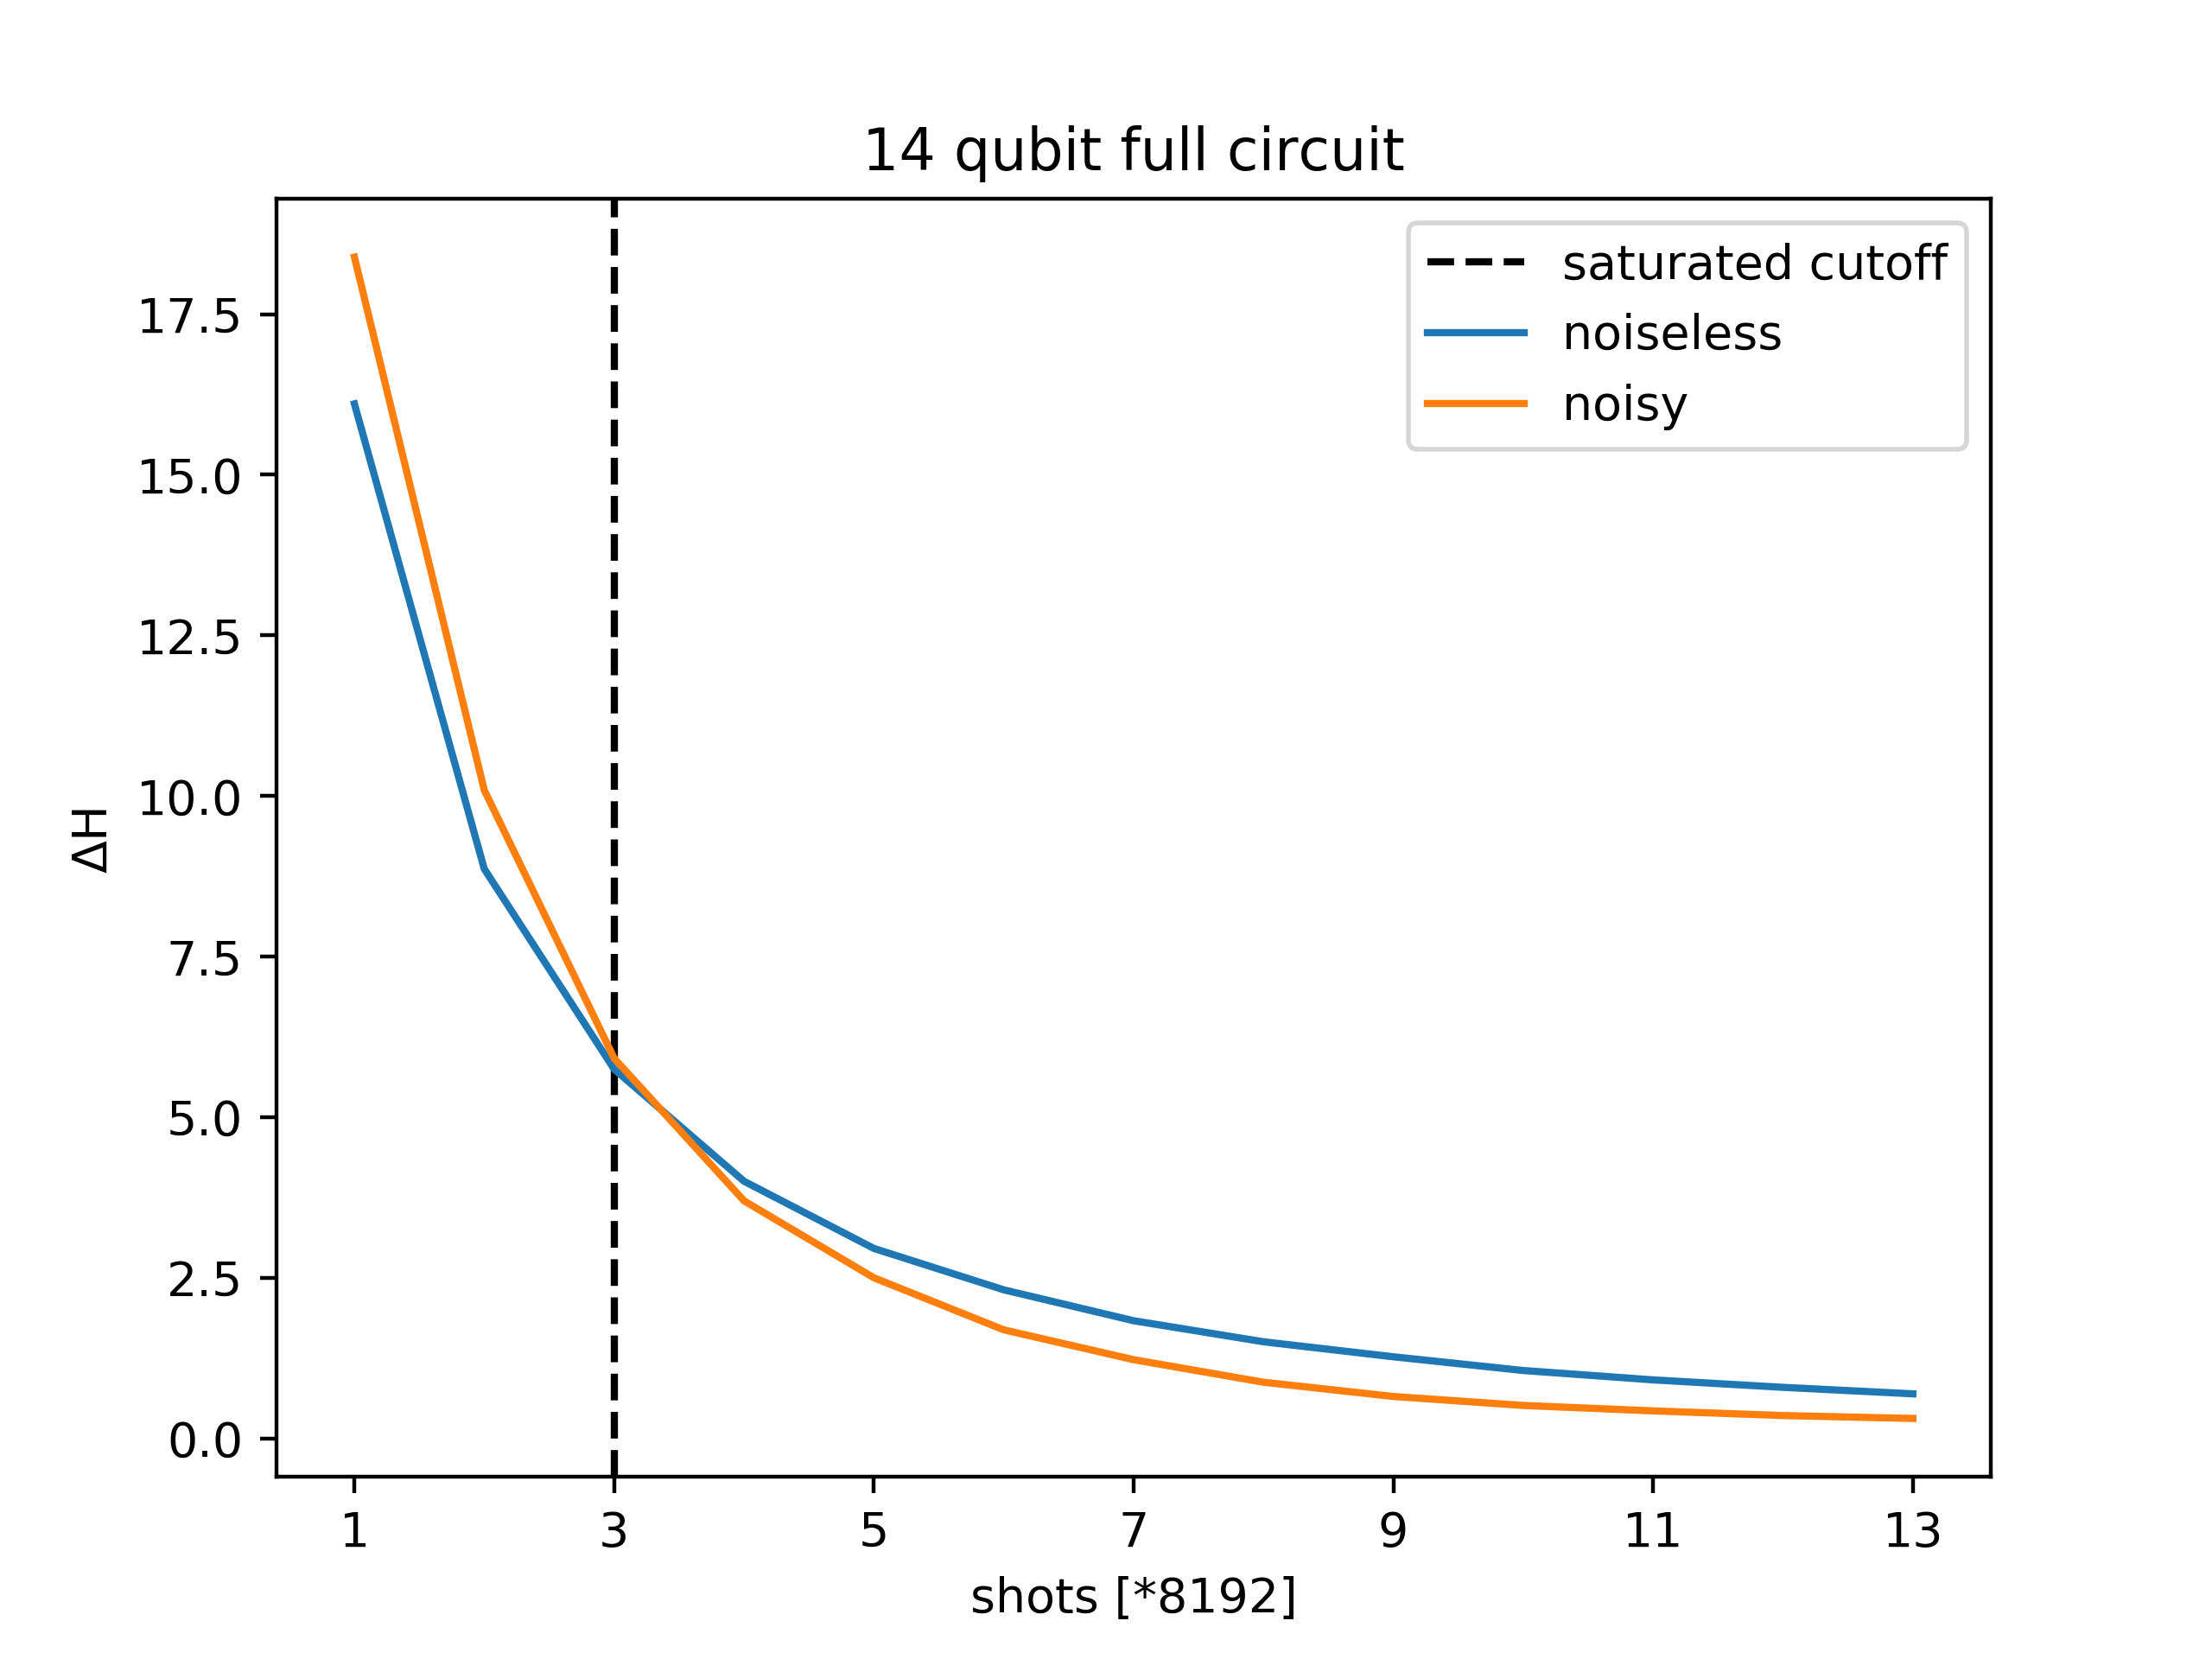 14 qubit full circuit
saturated cutoff
noiseless
noisy
17.5
15.0
12.5
10.0
7.5
5.0
2.5
0.0
ΔH
1 3 5 7 9 11 13
shots [*8192]